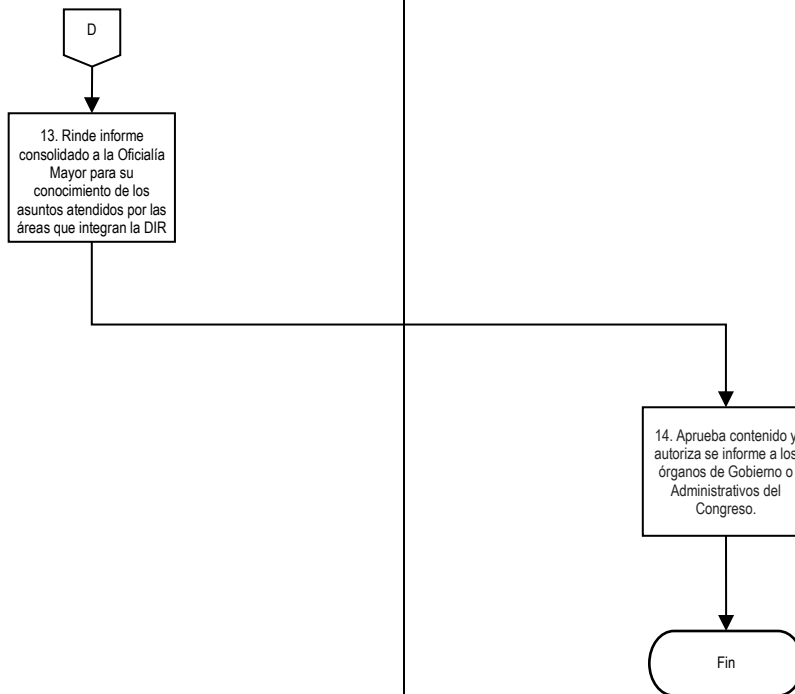 D
13. Rinde informe
consolidado a la Oficialía
Mayor para su
conocimiento de los
asuntos atendidos por las
áreas que integran la DIR
14. Aprueba contenido y
autoriza se informe a los
órganos de Gobierno o
Administrativos del
Congreso.
Fin